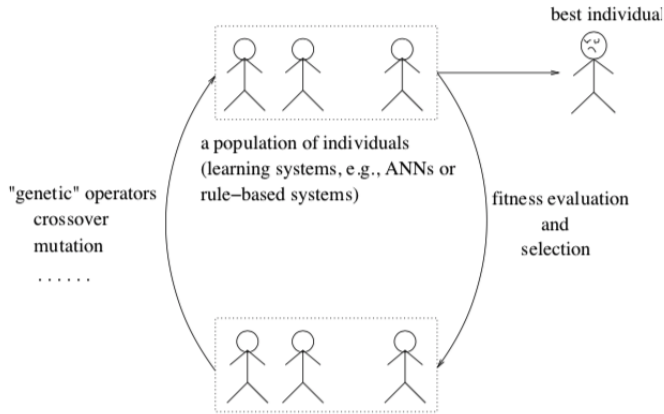 best individual
a population of individuals
(learning systems, e.g., ANNs or
rule−based systems)
"genetic" operators
crossover
mutation
. . . . . .
fitness evaluation
and
selection